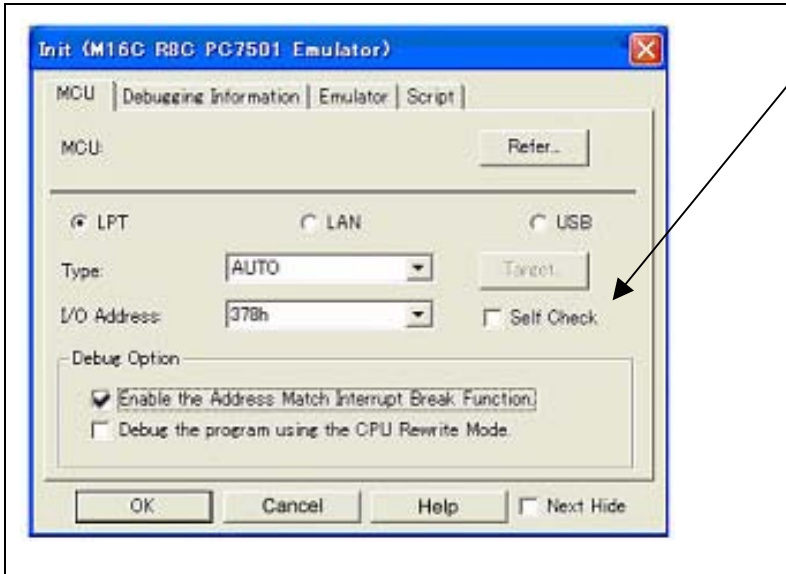 Init (M16C R8C PC7501 Emulator)
MCU Debugging Information Emulator Script
MCU: Refer...
LPT LAN USB
Type: AUTO Target...
I/O Address: 378h Self Check
Debug Option
Enable the Address Match Interrupt Break Function.
Debug the program using the CPU Rewrite Mode.
OK Cancel Help Next Hide